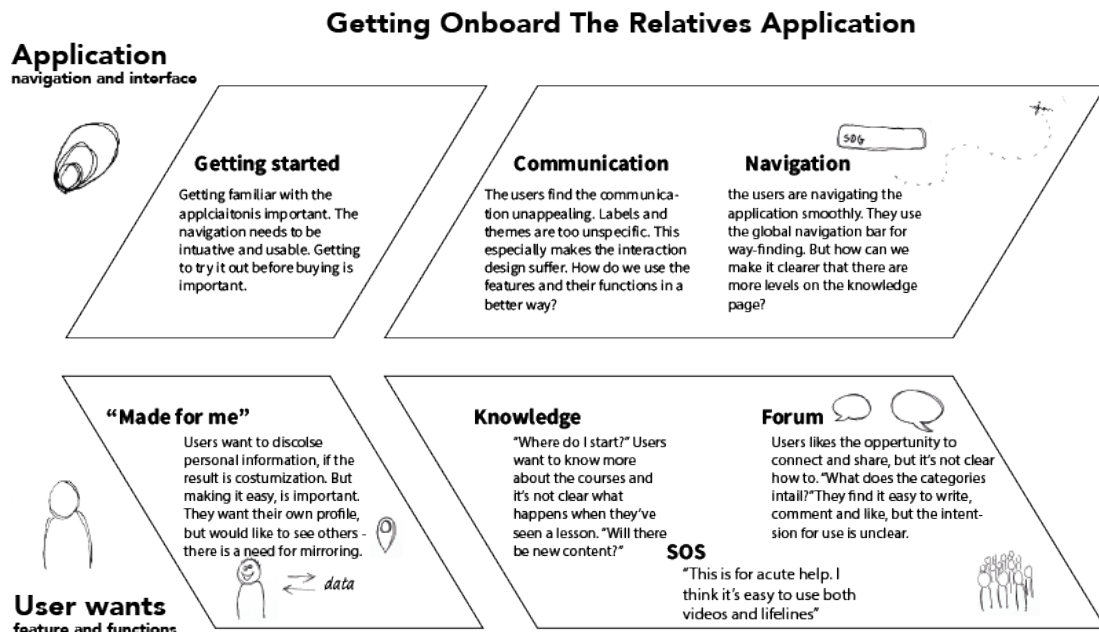 Getting Onboard The Relatives Application
Application
navigation and interface
Getting started
Getting familiar with the
applciaitonis important. The
navigation needs to be
intuative and usable. Getting
to try it out before buying is
important.
Communication
The users find the communica-
tion unappealing. Labels and
themes are too unspecific. This
especially makes the interaction
design suffer. How do we use the
features and their functions in a
better way?
SOG
Navigation
the users are navigating the
application smoothly. They use
the global navigation bar for
way-finding. But how can we
make it clearer that there are
more levels on the knowledge
page?
“Made for me”
Users want to discolse
personal information, if the
result is costumization. But
making it easy, is important.
They want their own profile,
but would like to see others -
there is a need for mirroring.
data
Knowledge
“Where do I start?” Users
want to know more
about the courses and
it’s not clear what
happens when they’ve
seen a lesson. “Will there
be new content?”
Forum
Users likes the opportunity to
connect and share, but it’s not clear
how to. “What does the categories
intail?” They find it easy to write,
comment and like, but the inten-
sion for use is unclear.
SOS
“This is for acute help. I
think it’s easy to use both
videos and lifelines”
User wants
feature and functions